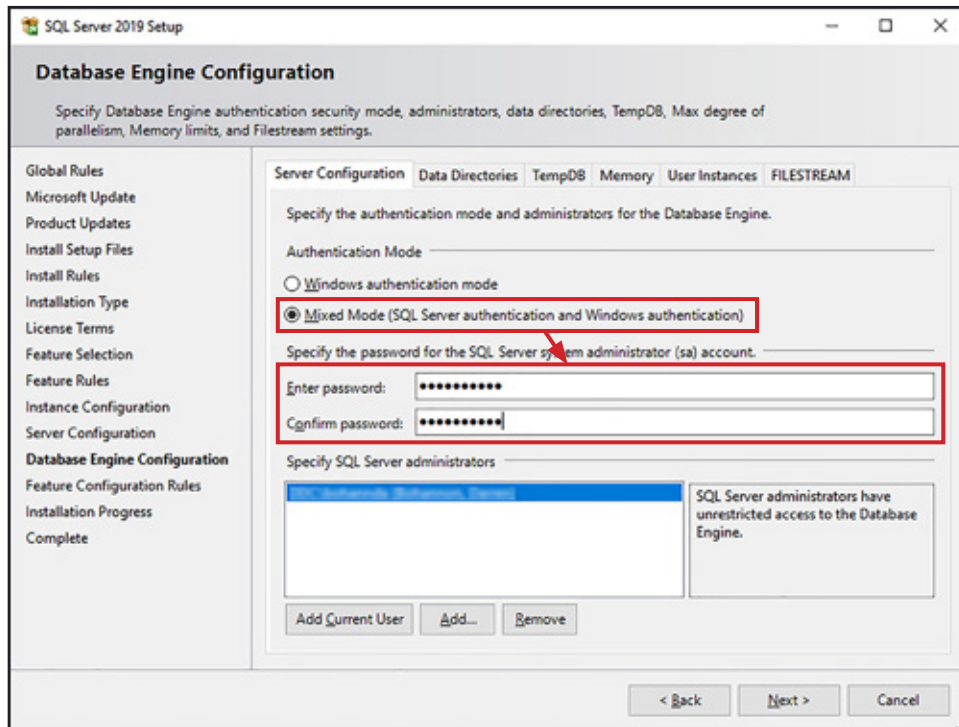 SQL Server 2019 Setup
Database Engine Configuration
Specify Database Engine authentication security mode, administrators, data directories, TempDB, Max degree of
parallelism, Memory limits, and Filestream settings.
Global Rules
Microsoft Update
Product Updates
Install Setup Files
Install Rules
Installation Type
License Terms
Feature Selection
Feature Rules
Instance Configuration
Server Configuration
Database Engine Configuration
Feature Configuration Rules
Installation Progress
Complete
Server Configuration Data Directories TempDB Memory User Instances FILESTREAM
Specify the authentication mode and administrators for the Database Engine.
Authentication Mode
Windows authentication mode
Mixed Mode (SQL Server authentication and Windows authentication)
Specify the password for the SQL Server system administrator (sa) account.
Enter password: ●●●●●●●●●●
Confirm password: ●●●●●●●●●●
Specify SQL Server administrators
SQL Server administrators have
unrestricted access to the Database
Engine.
Add Current User Add... Remove
< Back Next > Cancel